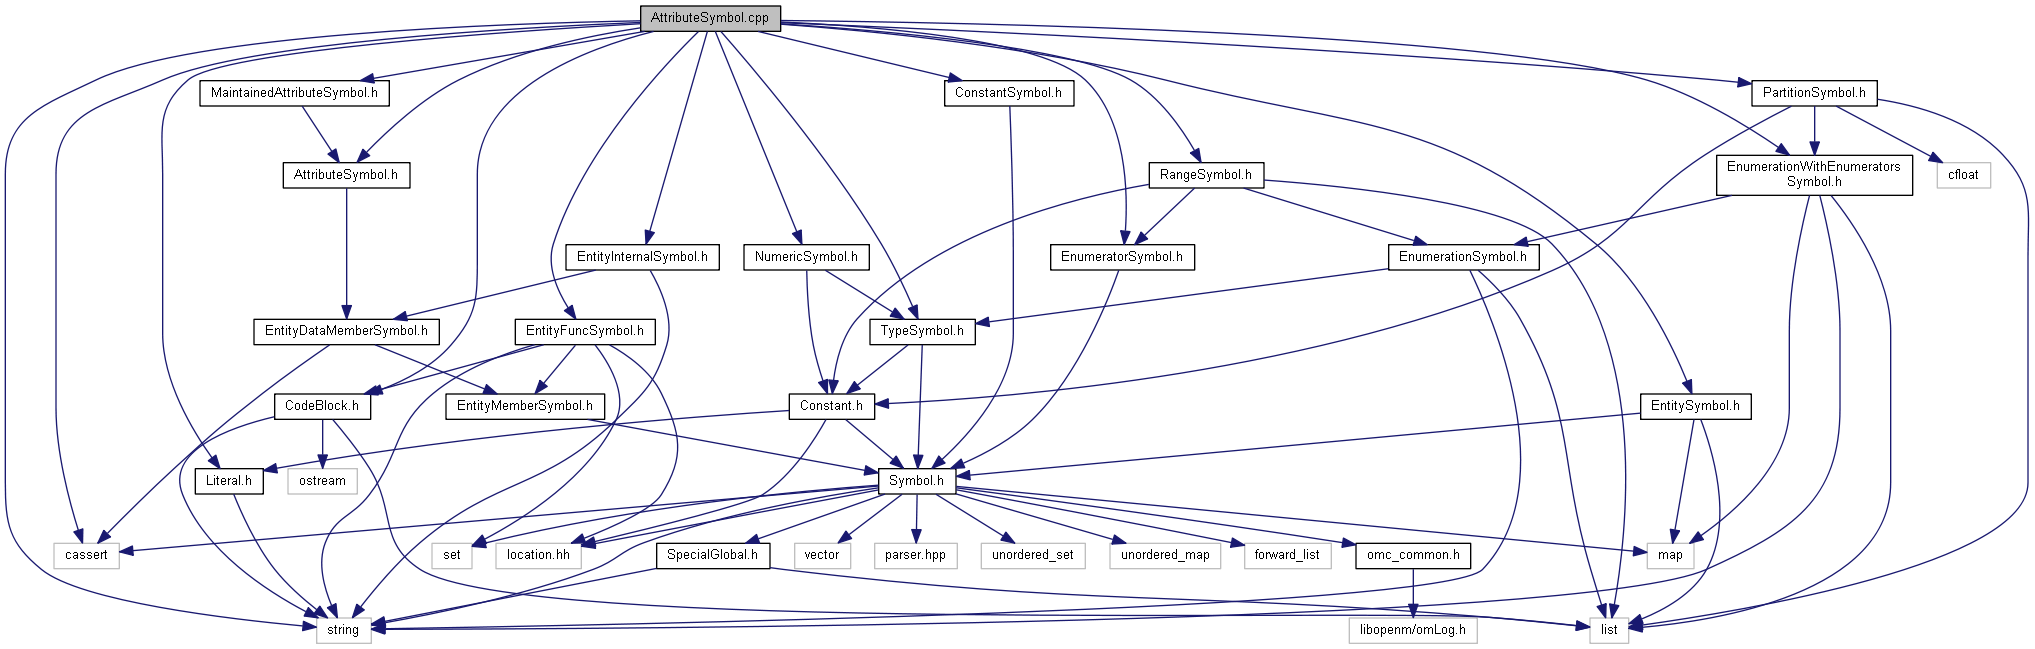 AttributeSymbol.cpp
MaintainedAttributeSymbol.h
ConstantSymbol.h
PartitionSymbol.h
AttributeSymbol.h
RangeSymbol.h
EnumerationWithEnumerators
Symbol.h
cfloat
EntityInternalSymbol.h
NumericSymbol.h
EnumeratorSymbol.h
EnumerationSymbol.h
EntityDataMemberSymbol.h
EntityFuncSymbol.h
TypeSymbol.h
CodeBlock.h
EntityMemberSymbol.h
Constant.h
EntitySymbol.h
Literal.h
ostream
Symbol.h
cassert
set
location.hh
SpecialGlobal.h
vector
parser.hpp
unordered_set
unordered_map
forward_list
omc_common.h
map
string
libopenm/omLog.h
list